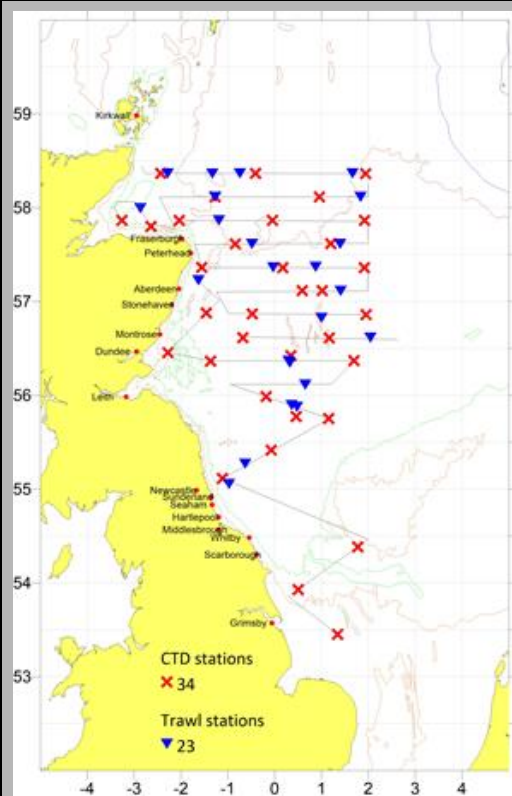 59
Kirkwall
58
Fraserburgh
Peterhead
57
Aberdeen
Stonehaven
Montrose
Dundee
56
Leith
55
Newcastle
Sunderland
Seaham
Hartlepool
Middlesbrough
Whitby
Scarborough
54
Grimsby
53
CTD stations
34
Trawl stations
23
-4 -3 -2 -1 0 1 2 3 4